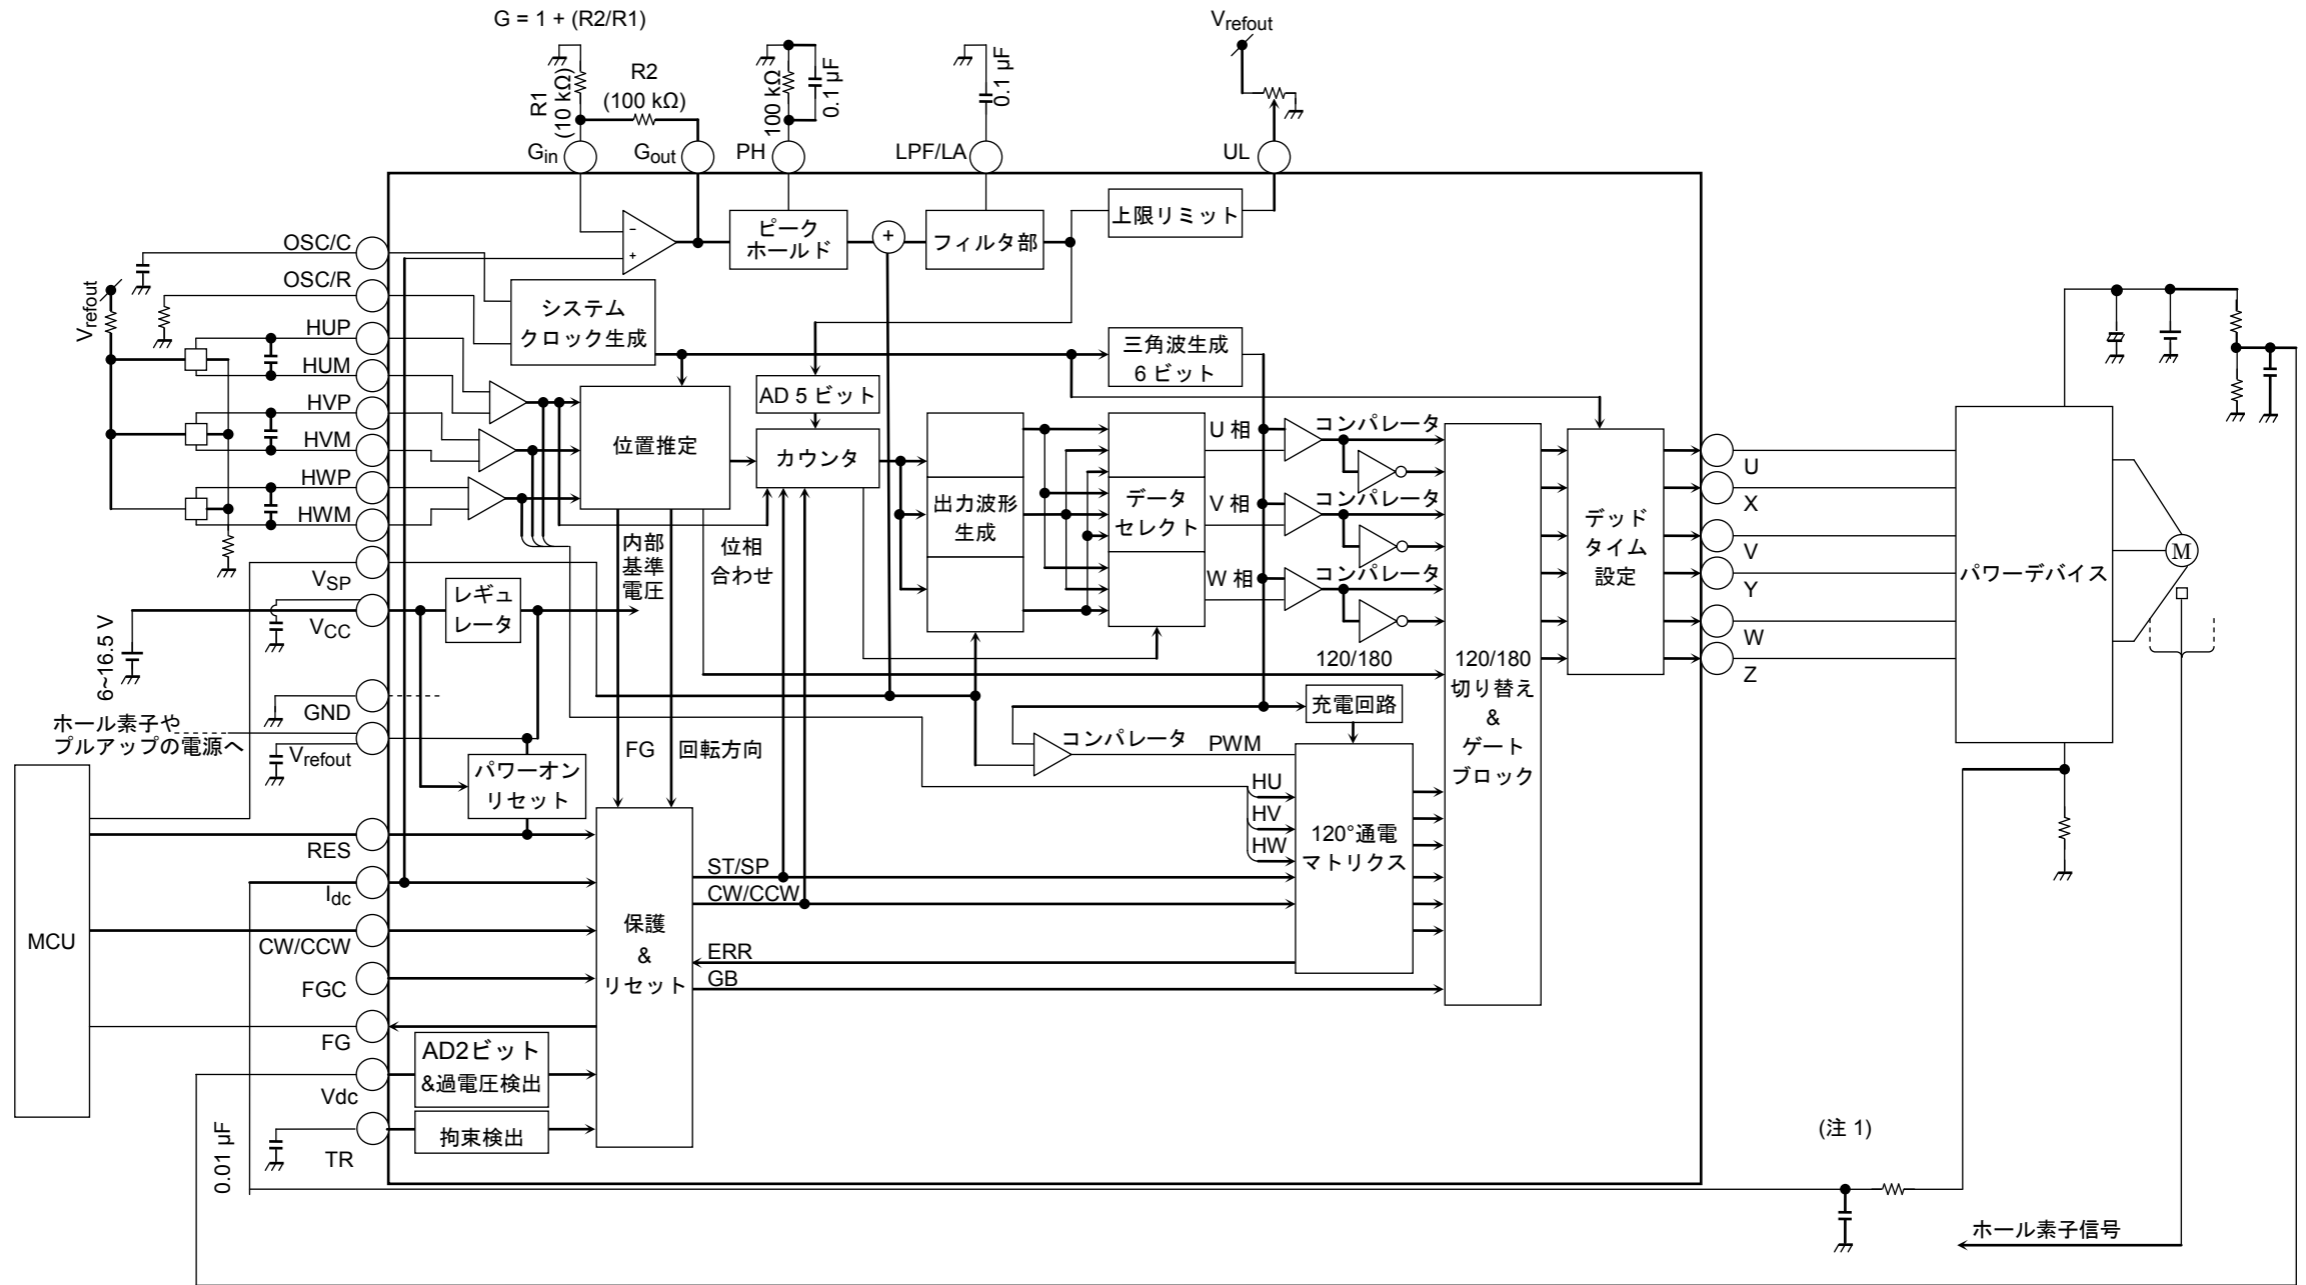 G = 1 + (R2/R1)
Vrefout
R1
(10 kΩ)
R2
(100 kΩ)
100 kΩ
0.1 µF
0.1 µF
Gin
Gout
PH
LPF/LA
UL
上限リミット
ピーク
ホールド
+
フィルタ部
-
+
OSC/C
OSC/R
Vrefout
HUP
HUM
HVP
HVM
HWP
HWM
システム
クロック生成
三角波生成
6 ビット
AD 5 ビット
位置推定
カウンタ
出力波形
生成
データ
セレクト
U 相
V 相
W 相
コンパレータ
コンパレータ
コンパレータ
デッド
タイム
設定
U
X
V
Y
W
Z
パワーデバイス
M
内部
基準
電圧
位相
合わせ
VSP
VCC
レギュ
レータ
6~16.5 V
120/180
120/180
切り替え
&
ゲート
ブロック
GND
ホール素子や
プルアップの電源へ
Vrefout
充電回路
コンパレータ
PWM
FG
回転方向
パワーオン
リセット
HU
HV
HW
120°通電
マトリクス
MCU
RES
Idc
CW/CCW
FGC
FG
Vdc
TR
ST/SP
CW/CCW
ERR
GB
保護
&
リセット
AD2ビット
&過電圧検出
拘束検出
0.01 µF
(注 1)
ホール素子信号